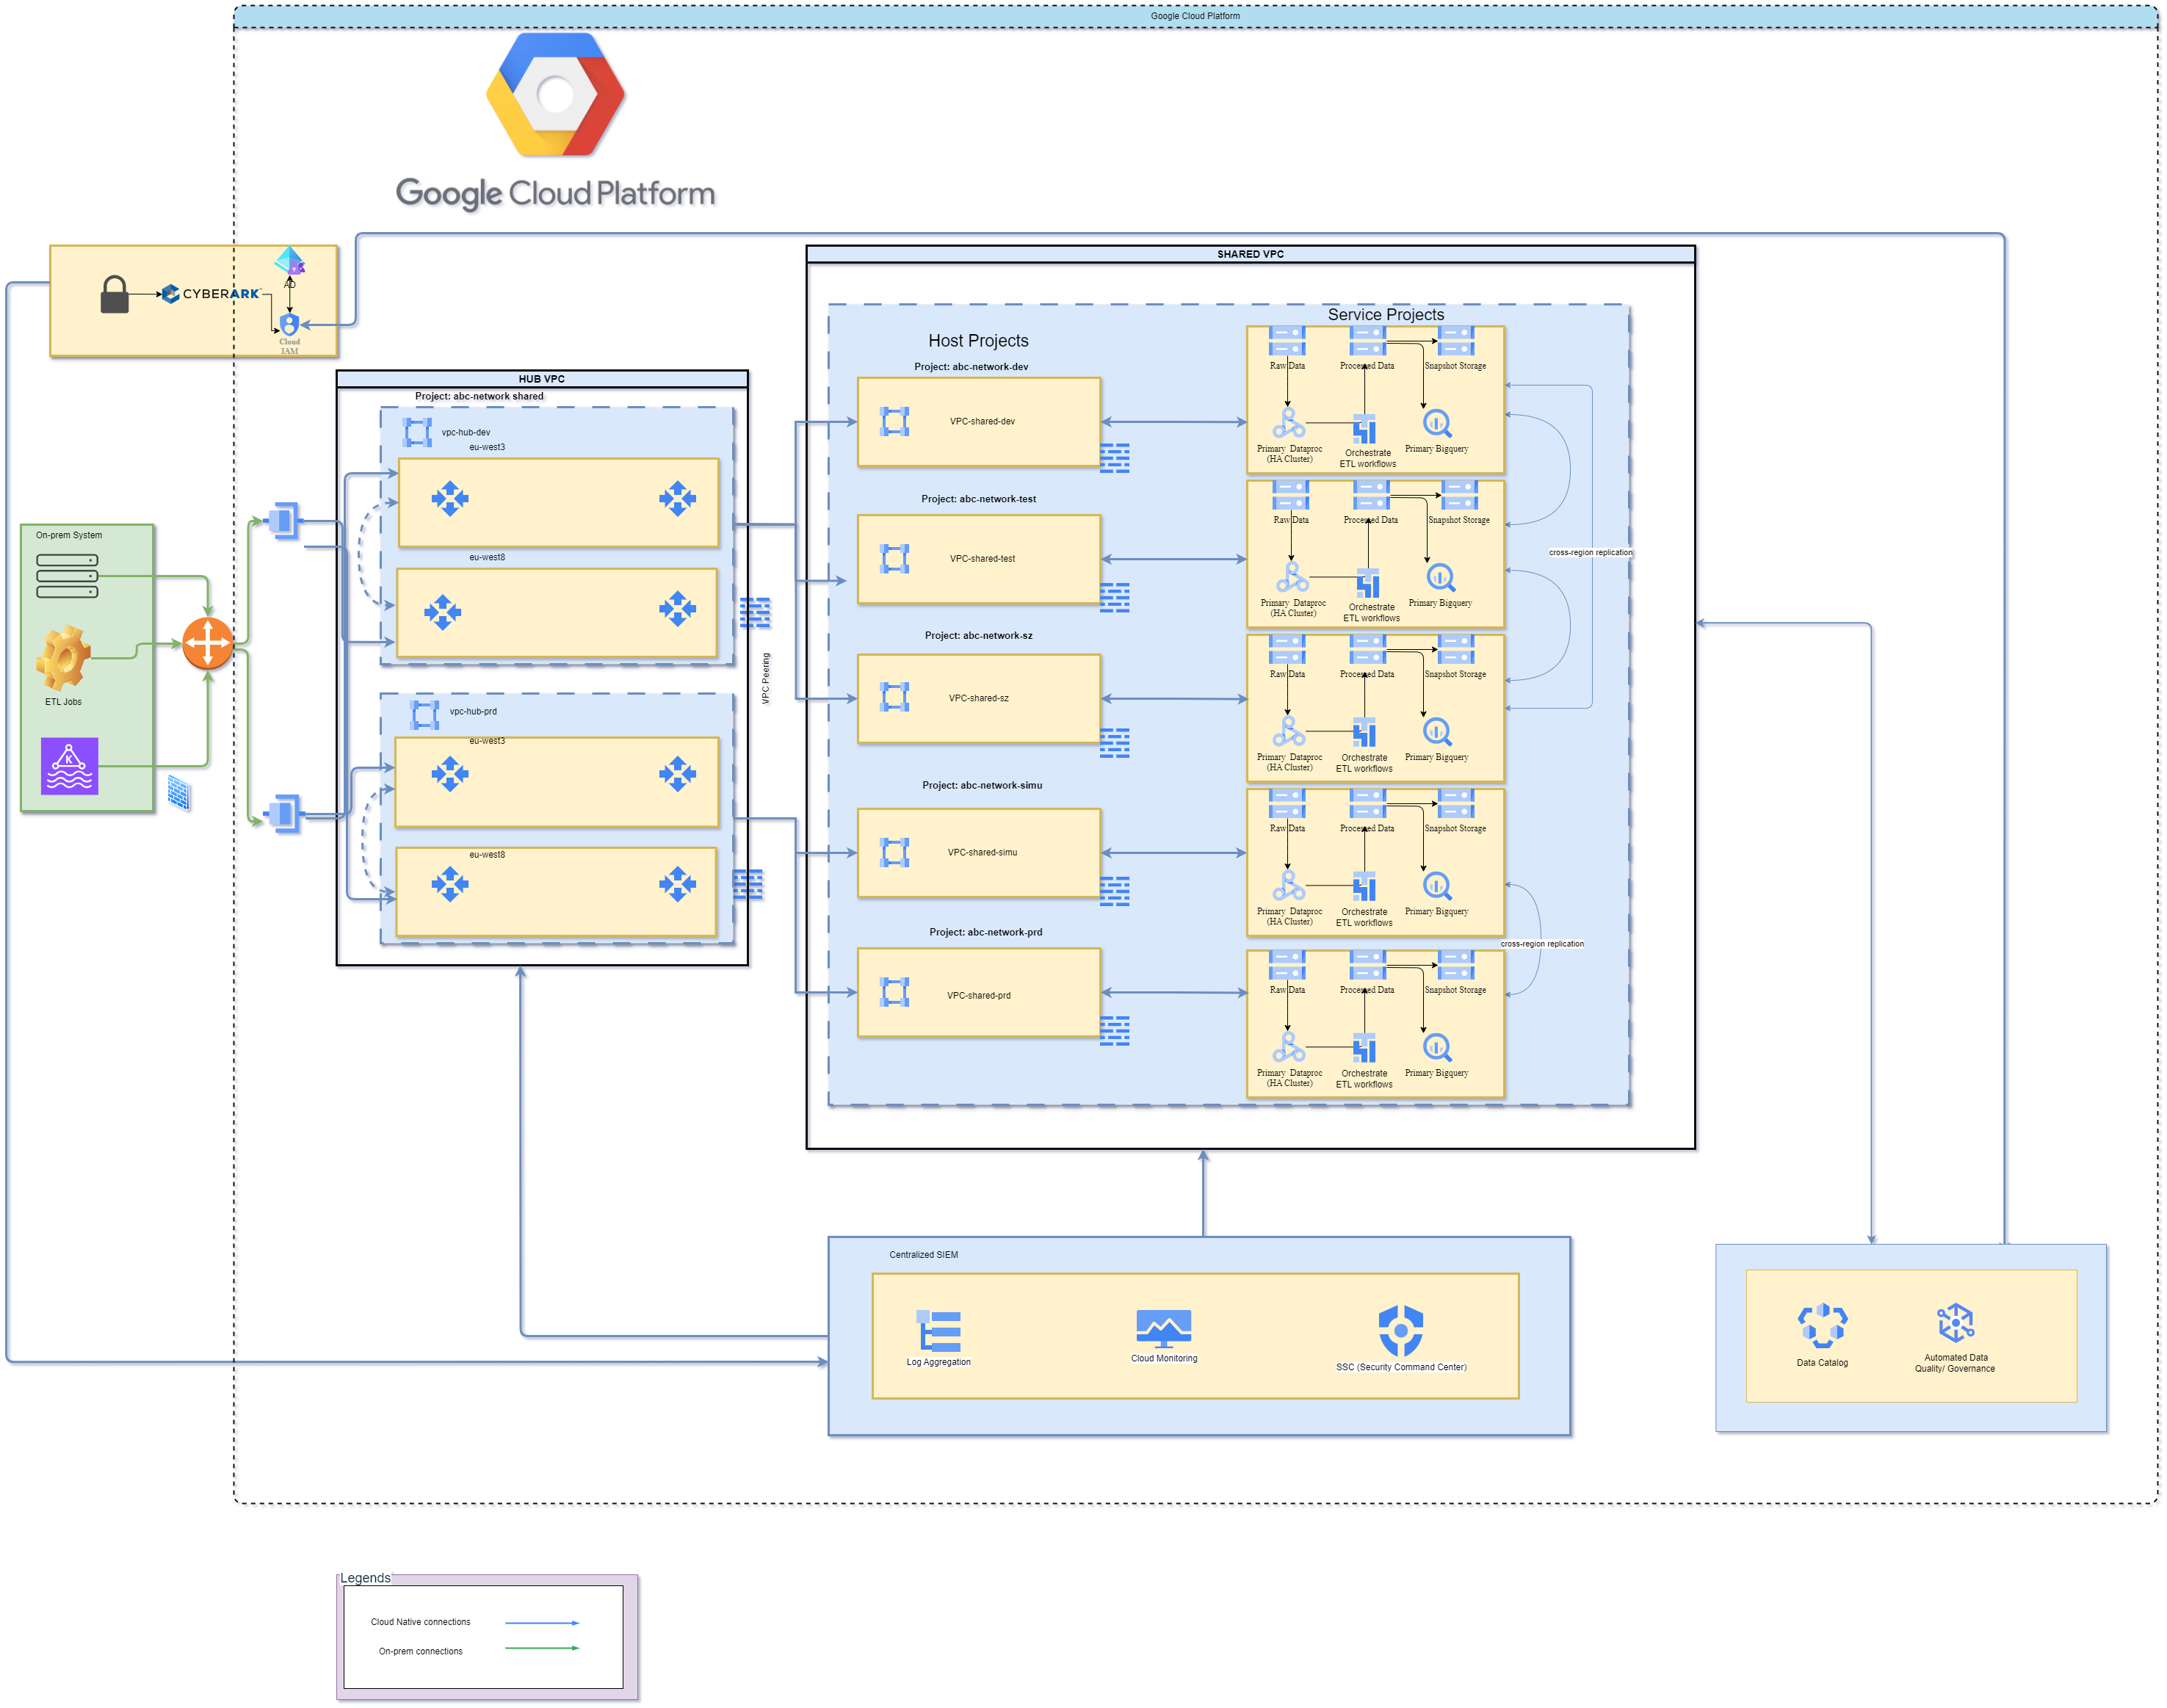 Google Cloud Platform
Google Cloud Platform
CYBERARK
AD
Cloud
IAM
HUB VPC
Project: abc-network shared
vpc-hub-dev
eu-west3
eu-west8
vpc-hub-prd
eu-west3
eu-west8
VPC Peering
On-prem System
ETL Jobs
K
SHARED VPC
Host Projects
Service Projects
Project: abc-network-dev
VPC-shared-dev
Project: abc-network-test
VPC-shared-test
Project: abc-network-sz
VPC-shared-sz
Project: abc-network-simu
VPC-shared-simu
Project: abc-network-prd
VPC-shared-prd
Raw Data
Processed Data
Snapshot Storage
Primary Dataproc
(HA Cluster)
Orchestrate
ETL workflows
Primary Bigquery
Raw Data
Processed Data
Snapshot Storage
Primary Dataproc
(HA Cluster)
Orchestrate
ETL workflows
Primary Bigquery
Raw Data
Processed Data
Snapshot Storage
Primary Dataproc
(HA Cluster)
Orchestrate
ETL workflows
Primary Bigquery
Raw Data
Processed Data
Snapshot Storage
Primary Dataproc
(HA Cluster)
Orchestrate
ETL workflows
Primary Bigquery
Raw Data
Processed Data
Snapshot Storage
Primary Dataproc
(HA Cluster)
Orchestrate
ETL workflows
Primary Bigquery
cross-region replication
cross-region replication
Centralized SIEM
Log Aggregation
Cloud Monitoring
SSC (Security Command Center)
Data Catalog
Automated Data
Quality/ Governance
Legends
Cloud Native connections
On-prem connections